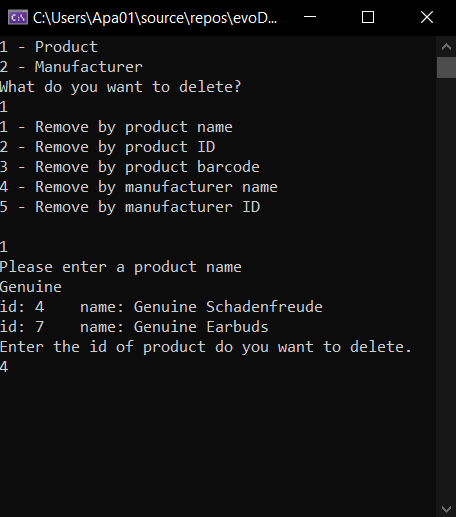 C:\Users\Apa01\source\repos\evoD...
1 - Product
2 - Manufacturer
What do you want to delete?
1
1 - Remove by product name
2 - Remove by product ID
3 - Remove by product barcode
4 - Remove by manufacturer name
5 - Remove by manufacturer ID
1
Please enter a product name
Genuine
id: 4    name: Genuine Schadenfreude
id: 7    name: Genuine Earbuds
Enter the id of product do you want to delete.
4